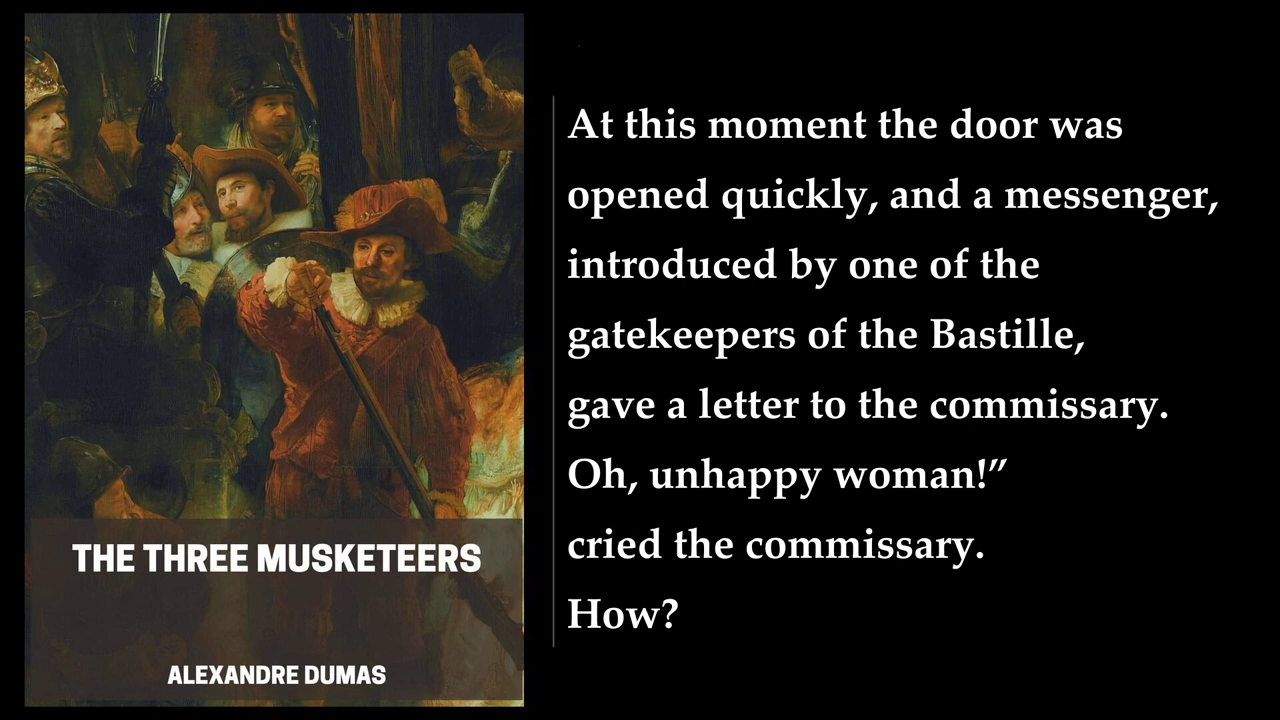 THE THREE MUSKETEERS
ALEXANDRE DUMAS
At this moment the door was
opened quickly, and a messenger,
introduced by one of the
gatekeepers of the Bastille,
gave a letter to the commissary.
Oh, unhappy woman!”
cried the commissary.
How?